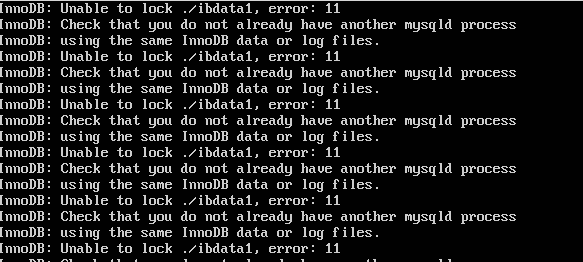 InnoDB: Unable to lock ./ibdata1, error: 11
InnoDB: Check that you do not already have another mysqld process
InnoDB: using the same InnoDB data or log files.
InnoDB: Unable to lock ./ibdata1, error: 11
InnoDB: Check that you do not already have another mysqld process
InnoDB: using the same InnoDB data or log files.
InnoDB: Unable to lock ./ibdata1, error: 11
InnoDB: Check that you do not already have another mysqld process
InnoDB: using the same InnoDB data or log files.
InnoDB: Unable to lock ./ibdata1, error: 11
InnoDB: Check that you do not already have another mysqld process
InnoDB: using the same InnoDB data or log files.
InnoDB: Unable to lock ./ibdata1, error: 11
InnoDB: Check that you do not already have another mysqld process
InnoDB: using the same InnoDB data or log files.
InnoDB: Unable to lock ./ibdata1, error: 11